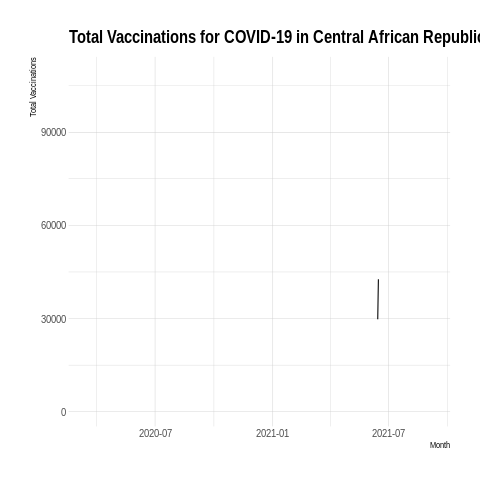 Total Vaccinations for COVID-19 in Central African Republic
Total Vaccinations
90000
60000
30000
0
2020-07
2021-01
2021-07
Month